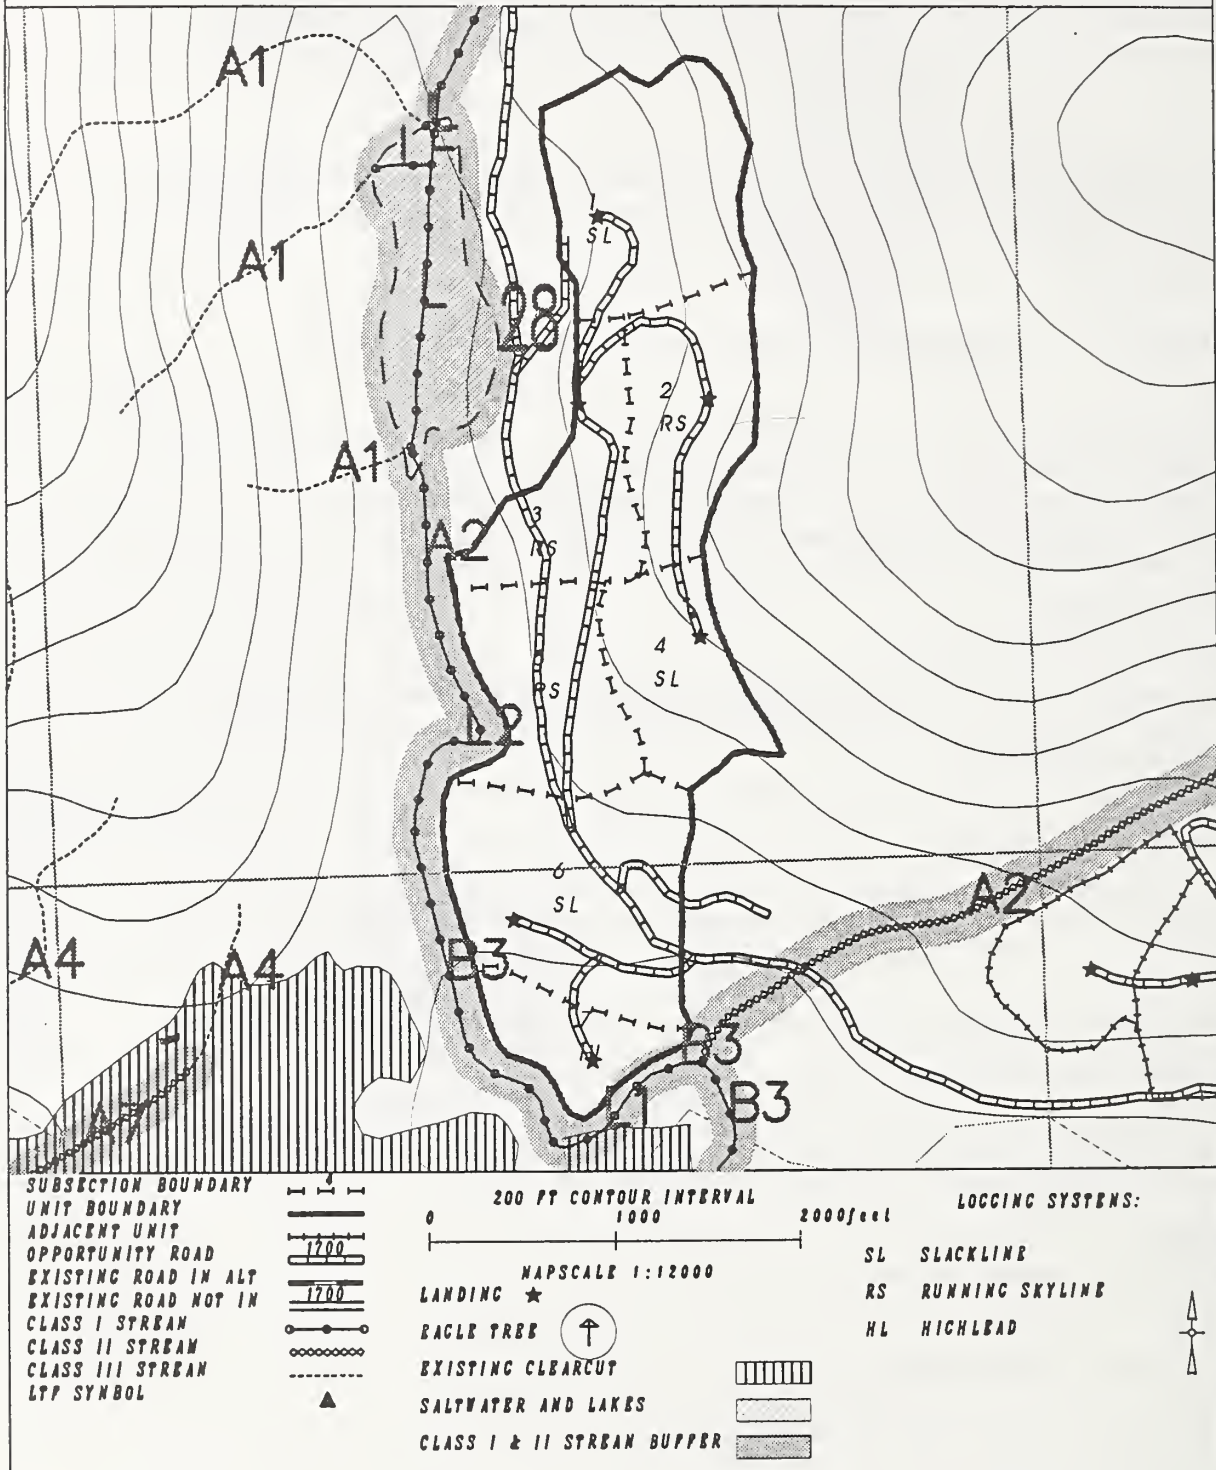 A1
A1
1
SL
28
2
RS
A1
3
RS
A2
4
SL
L2
6
SL
A2
B3
A4
A4
HL
B3
B3
L1
SUBSECTION BOUNDARY
UNIT BOUNDARY
ADJACENT UNIT
OPPORTUNITY ROAD 1700
EXISTING ROAD IN ALT
EXISTING ROAD NOT IN 1700
CLASS I STREAM
CLASS II STREAM
CLASS III STREAM
LTF SYMBOL
200 FT CONTOUR INTERVAL
0 1000 2000feet
MAPSCALE 1:12000
LANDING
EAGLE TREE
EXISTING CLEARCUT
SALTWATER AND LAKES
CLASS I & II STREAM BUFFER
LOGGING SYSTEMS:
SL SLACKLINE
RS RUNNING SKYLINE
HL HIGHLEAD